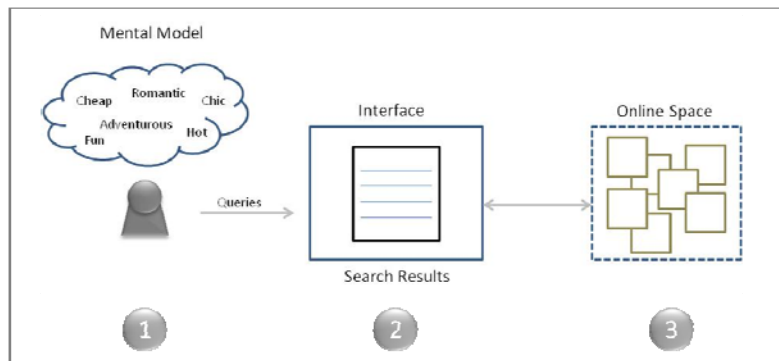 Mental Model
Cheap Romantic Chic
Adventurous
Fun Hot
Queries
Interface
Search Results
Online Space
1 2 3